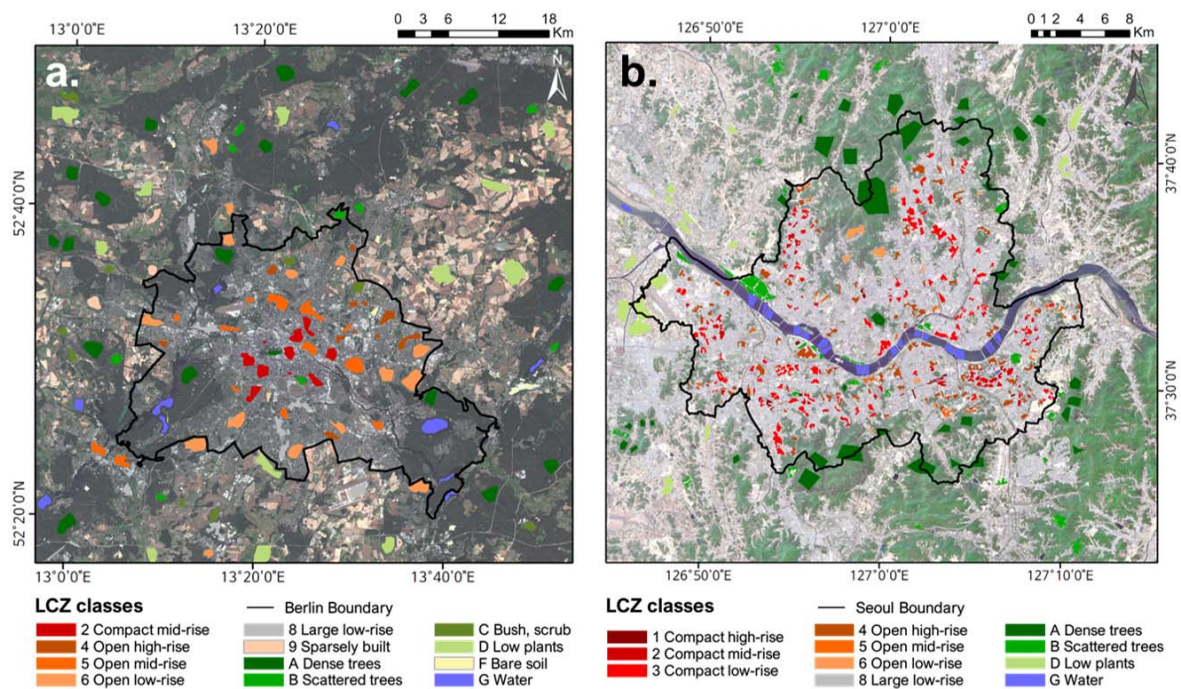 13°0'0"E 13°20'0"E
0 3 6 12 18
Km
a.
N
52°40'0"N
52°20'0"N
13°0'0"E 13°20'0"E 13°40'0"E
LCZ classes
Berlin Boundary
2 Compact mid-rise
4 Open high-rise
5 Open mid-rise
6 Open low-rise
8 Large low-rise
9 Sparsely built
A Dense trees
B Scattered trees
C Bush, scrub
D Low plants
F Bare soil
G Water
126°50'0"E 127°0'0"E
0 1 2 4 6 8
Km
b.
N
37°40'0"N
37°30'0"N
126°50'0"E 127°0'0"E 127°10'0"E
LCZ classes
Seoul Boundary
1 Compact high-rise
2 Compact mid-rise
3 Compact low-rise
4 Open high-rise
5 Open mid-rise
6 Open low-rise
8 Large low-rise
A Dense trees
B Scattered trees
D Low plants
G Water